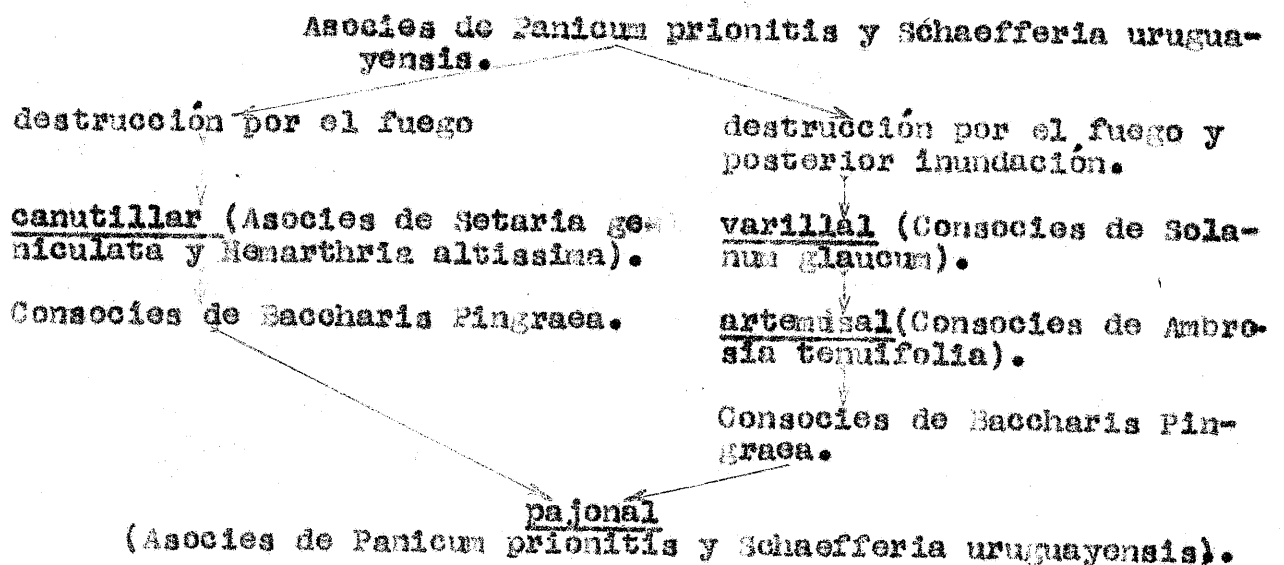 Asocies de Panicum prionitis y Schaefferia urugua-
yensis.
destrucción por el fuego
canutillar (Asocies de Setaria ge-
niculata y Hemarthria altissima).
Consocies de Baccharis Pingraea.
destrucción por el fuego y
posterior inundación.
varillal (Consocies de Sola-
num glaucum).
artemisal(Consocies de Ambro-
sia tenuifolia).
Consocies de Baccharis Pin-
graea.
pajonal
(Asocies de Panicum prionitis y Schaefferia uruguayensis).